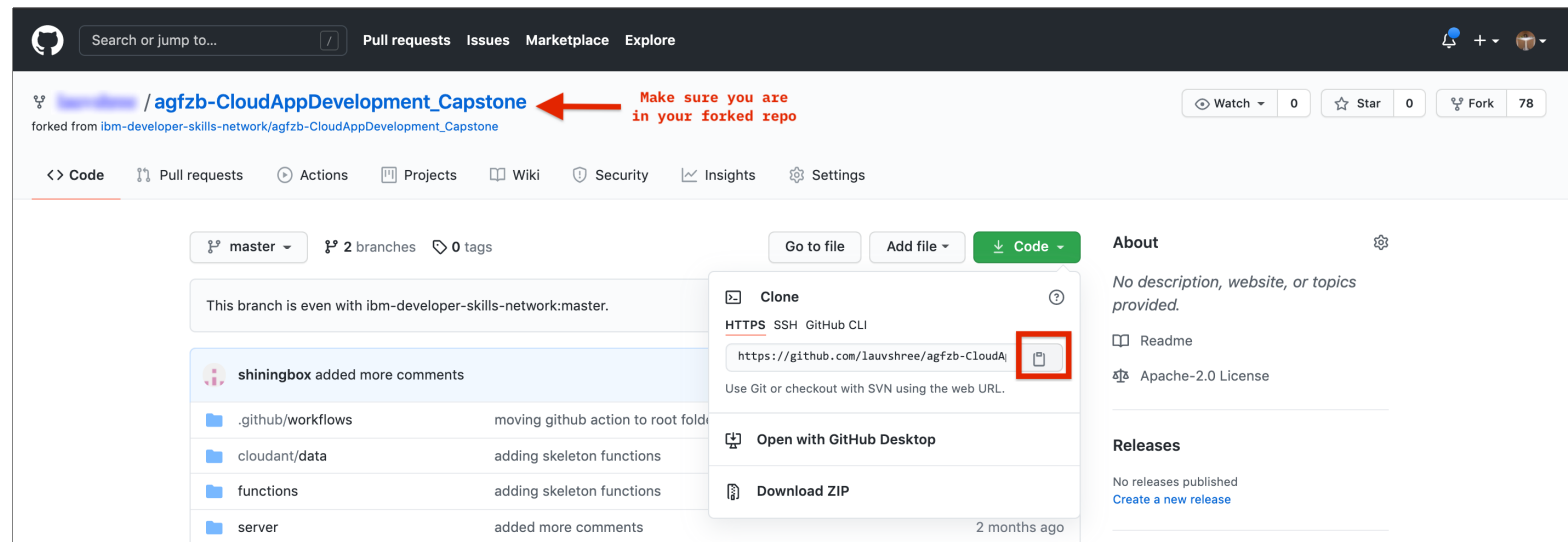 Search or jump to... /
Pull requests Issues Marketplace Explore
/ agfzb-CloudAppDevelopment_Capstone
forked from ibm-developer-skills-network/agfzb-CloudAppDevelopment_Capstone
Make sure you are
in your forked repo
Watch 0 Star 0 Fork 78
Code Pull requests Actions Projects Wiki Security Insights Settings
master 2 branches 0 tags
Go to file Add file Code
This branch is even with ibm-developer-skills-network:master.
shiningbox added more comments
.github/workflows moving github action to root folde
cloudant/data adding skeleton functions
functions adding skeleton functions
server added more comments 2 months ago
Clone
HTTPS SSH GitHub CLI
https://github.com/lauvshree/agfzb-CloudA
Use Git or checkout with SVN using the web URL.
Open with GitHub Desktop
Download ZIP
About
No description, website, or topics
provided.
Readme
Apache-2.0 License
Releases
No releases published
Create a new release